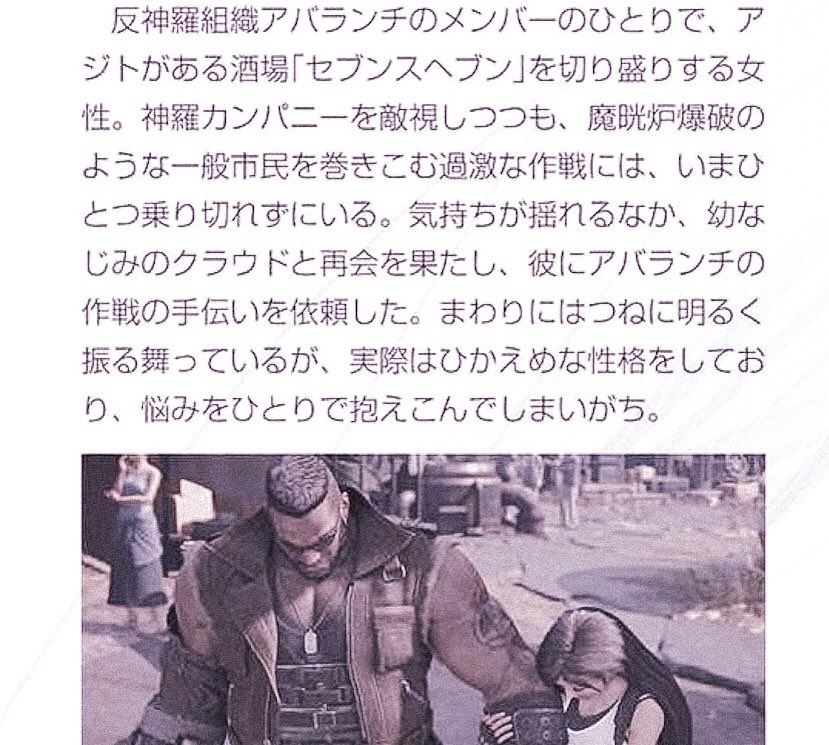 反神羅組織アバランチのメンバーのひとりで、ア
ジトがある酒場「セブンスヘブン」を切り盛りする女
性。神羅カンパニーを敵視しつつも、魔晄炉爆破の
ような一般市民を巻きこむ過激な作戦には、いまひ
とつ乗り切れずにいる。気持ちが揺れるなか、幼な
じみのクラウドと再会を果たし、彼にアバランチの
作戦の手伝いを依頼した。まわりにはつねに明るく
振る舞っているが、実際はひかえめな性格をしてお
り、悩みをひとりで抱えこんでしまいがち。